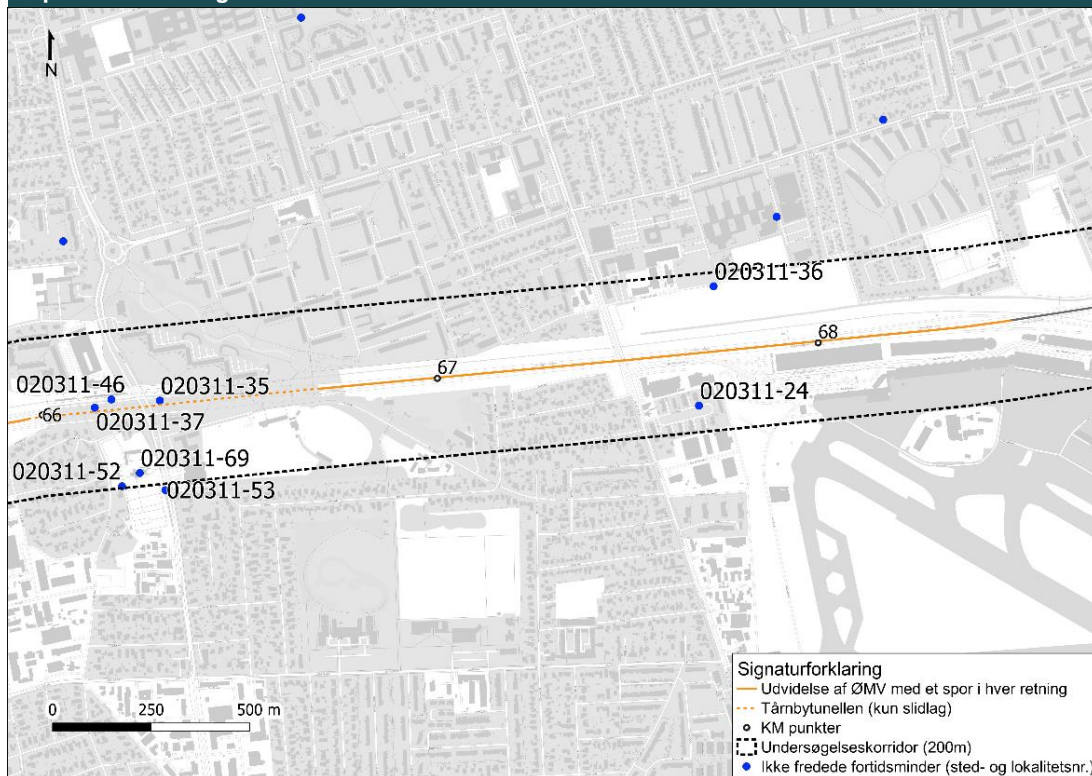 N
020311-36
68
67
020311-46
020311-35
020311-24
66
020311-37
020311-69
020311-52
020311-53
0 250 500 m
Signaturforklaring
Udvidelse af ØMV med et spor i hver retning
Tårnbytunellen (kun slidlag)
KM punkter
Undersøgelseskorridor (200m)
Ikke fredede fortidsminder (sted- og lokalitetsnr.)